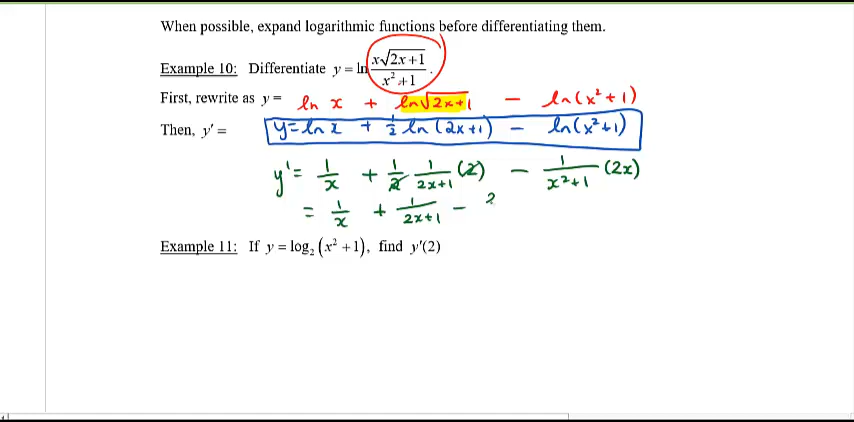 When possible, expand logarithmic functions before differentiating them.
Example 10: Differentiate y = ln x√2x+1 / x²+1 .
First, rewrite as y = ln x + ln√2x+1 − ln(x²+1)
Then, y′ = y=ln x + 1/2 ln(2x+1) − ln(x²+1)
y' = 1/x + 1/2 1/2x+1 (2) − 1/x²+1 (2x)
= 1/x + 1/2x+1 −
Example 11: If y = log₂(x²+1), find y′(2)